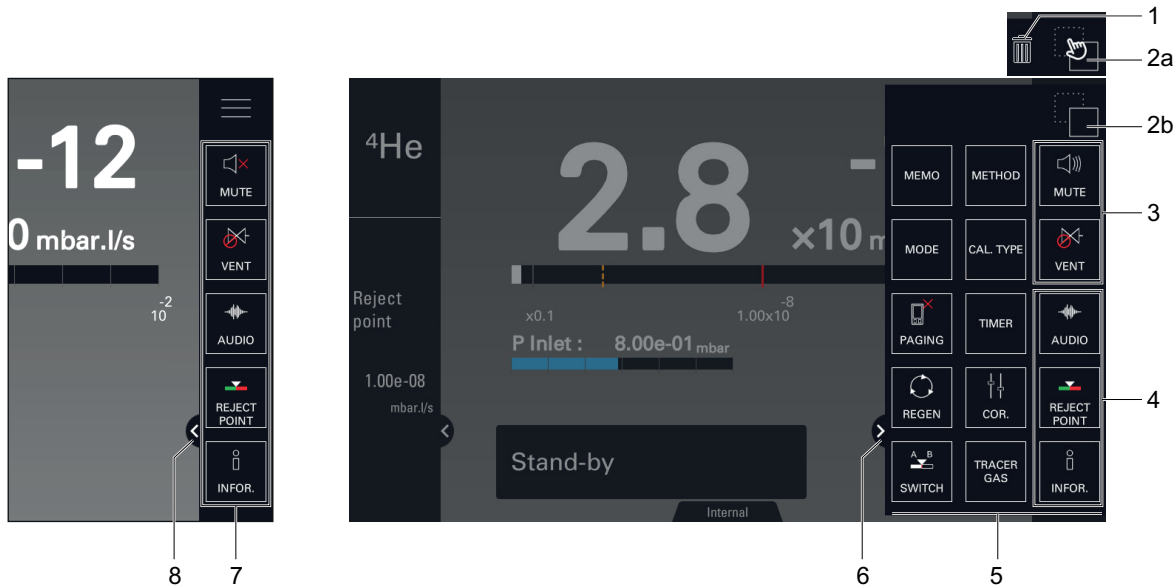 1
2a
2b
-12
0 mbar.l/s
-2
10
MUTE
VENT
AUDIO
REJECT
POINT
INFOR.
8
7
4He
Reject
point
1.00e-08
mbar.l/s
2.8
-
×10 m
x0.1
-8
1.00x10
P Inlet : 8.00e-01 mbar
Stand-by
Internal
MEMO
METHOD
MUTE
MODE
CAL. TYPE
VENT
PAGING
TIMER
AUDIO
REGEN
COR.
REJECT
POINT
A B
SWITCH
TRACER
GAS
INFOR.
3
4
6
5